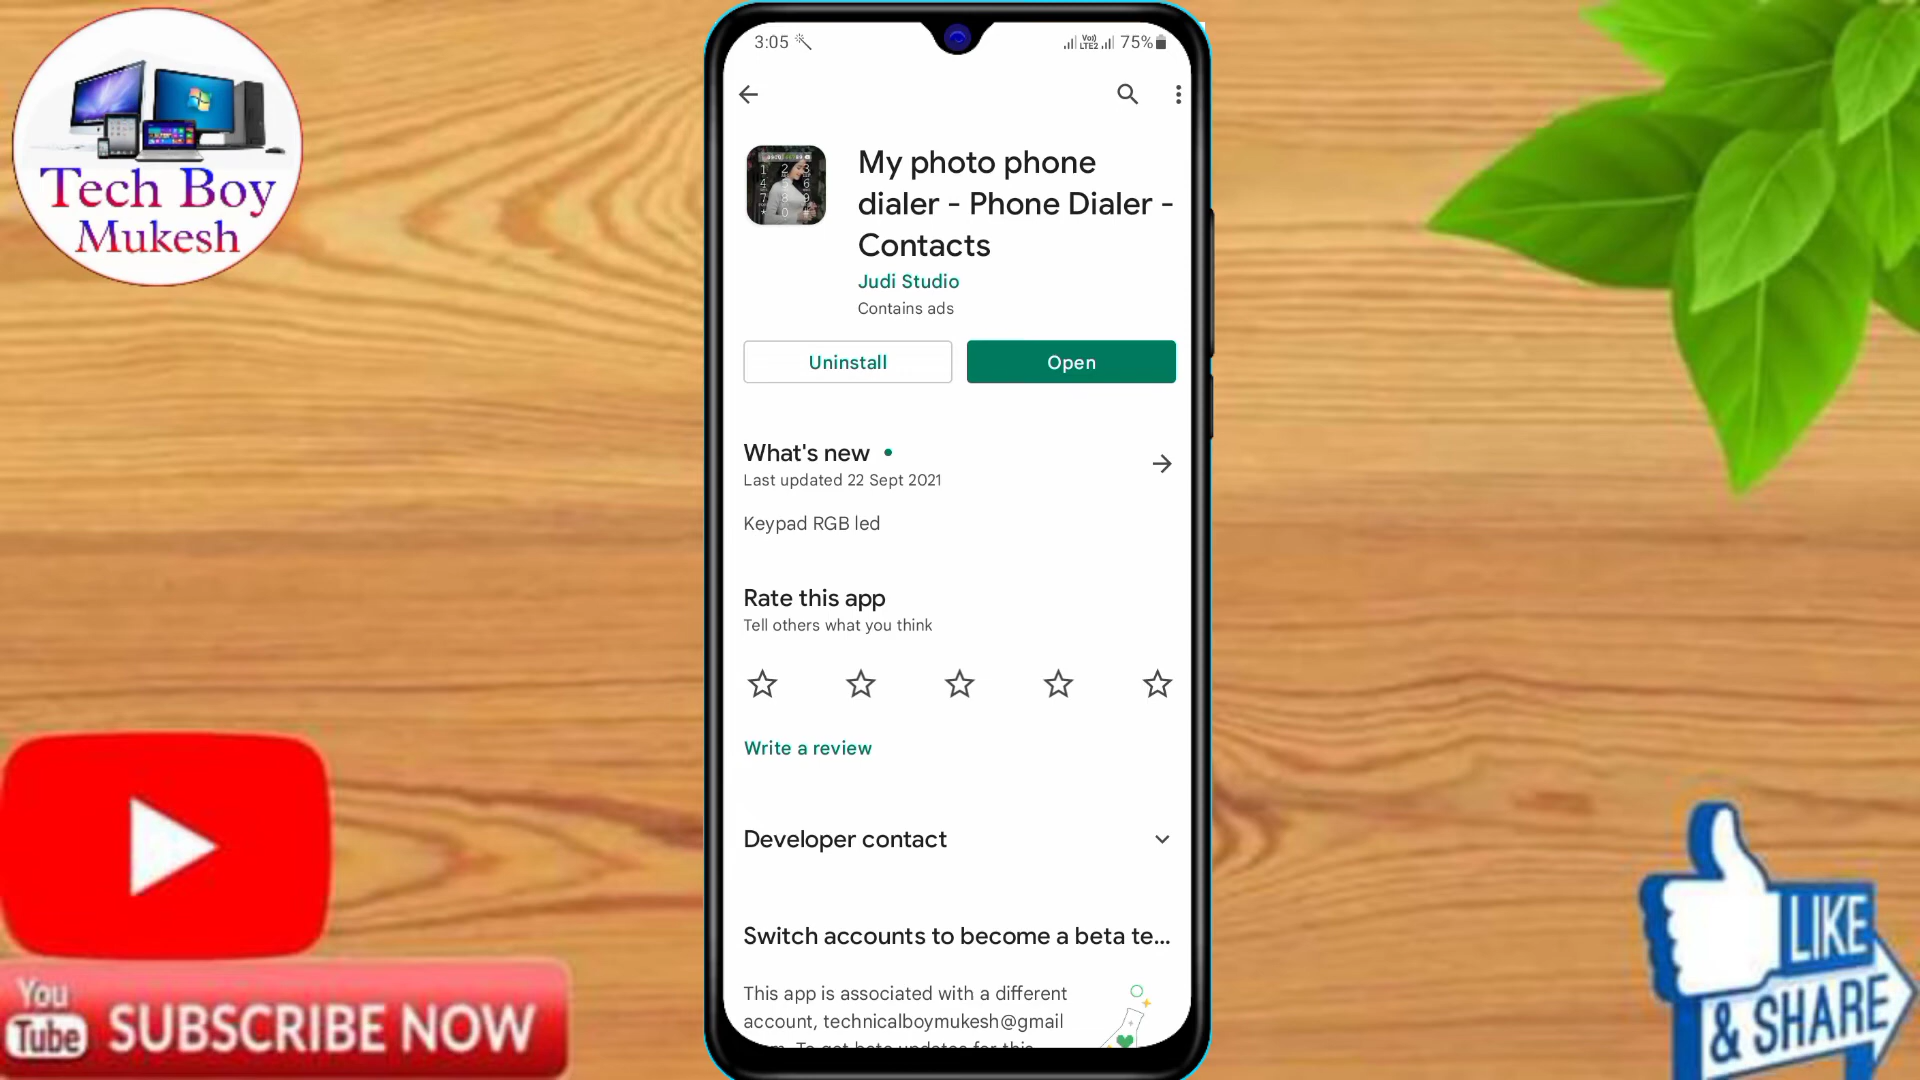 Tech Boy
Mukesh
3:05
Vo))
LTE2
75%
My photo phone
dialer - Phone Dialer -
Contacts
Judi Studio
Contains ads
Uninstall
Open
What's new
Last updated 22 Sept 2021
Keypad RGB led
Rate this app
Tell others what you think
Write a review
Developer contact
Switch accounts to become a beta te...
This app is associated with a different
account, technicalboymukesh@gmail
You
Tube
SUBSCRIBE NOW
LIKE
& SHARE